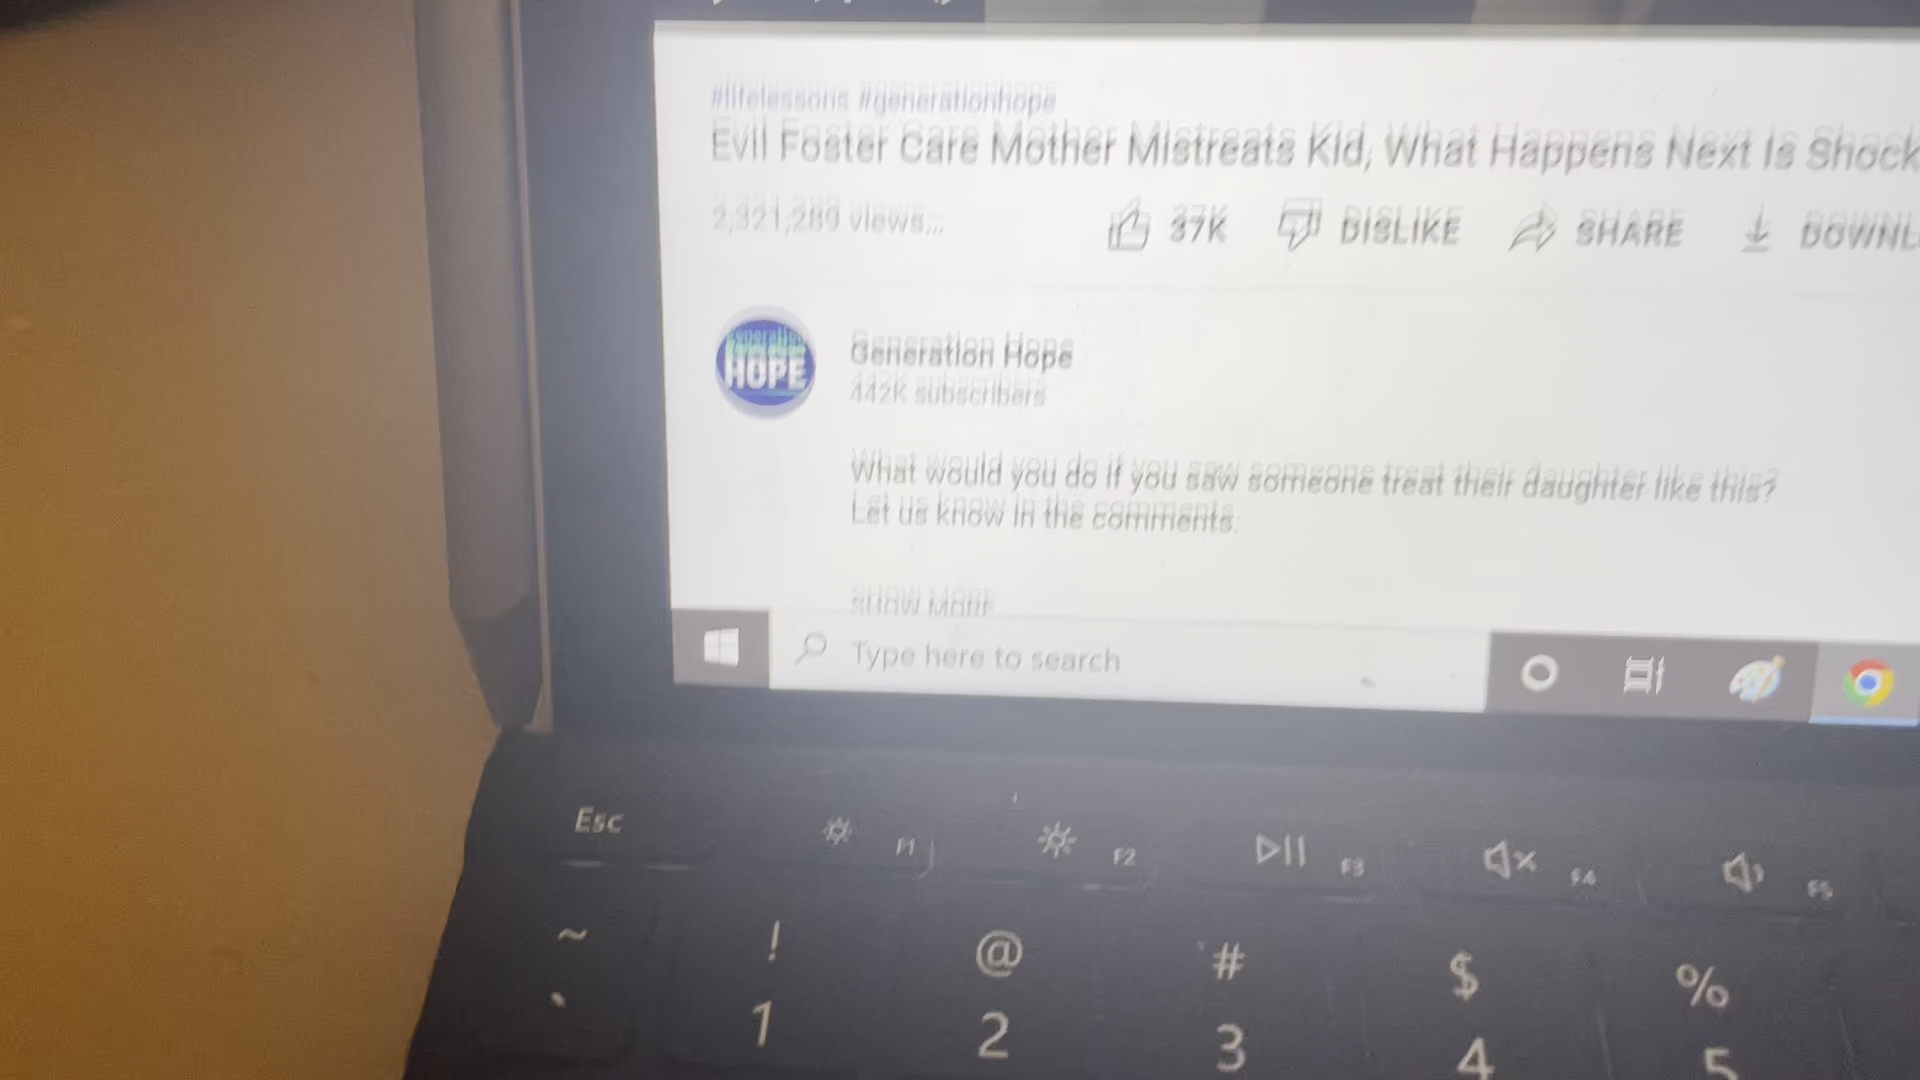 #lifelessons #generationhope
Evil Foster Care Mother Mistreats Kid, What Happens Next Is Shock
2,321,289 views
37K DISLIKE SHARE DOWNL
HOPE
Generation Hope
442K subscribers
What would you do if you saw someone treat their daughter like this?
Let us know in the comments.
SHOW MORE
Type here to search
Esc F1 F2 F3 F4 F5
~ ! @ # $ %
` 1 2 3 4 5